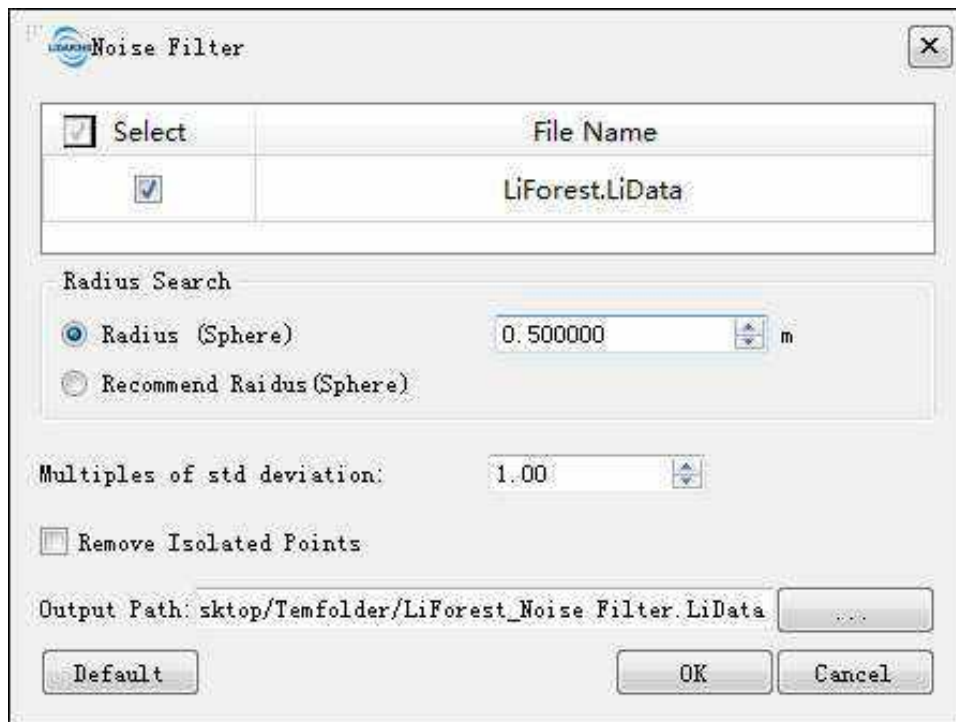 Noise Filter
Select File Name
LiForest.LiData
Radius Search
Radius (Sphere) 0.500000 m
Recommend Raidus(Sphere)
Multiples of std deviation: 1.00
Remove Isolated Points
Output Path: sktop/Temfolder/LiForest_Noise Filter.LiData ...
Default OK Cancel